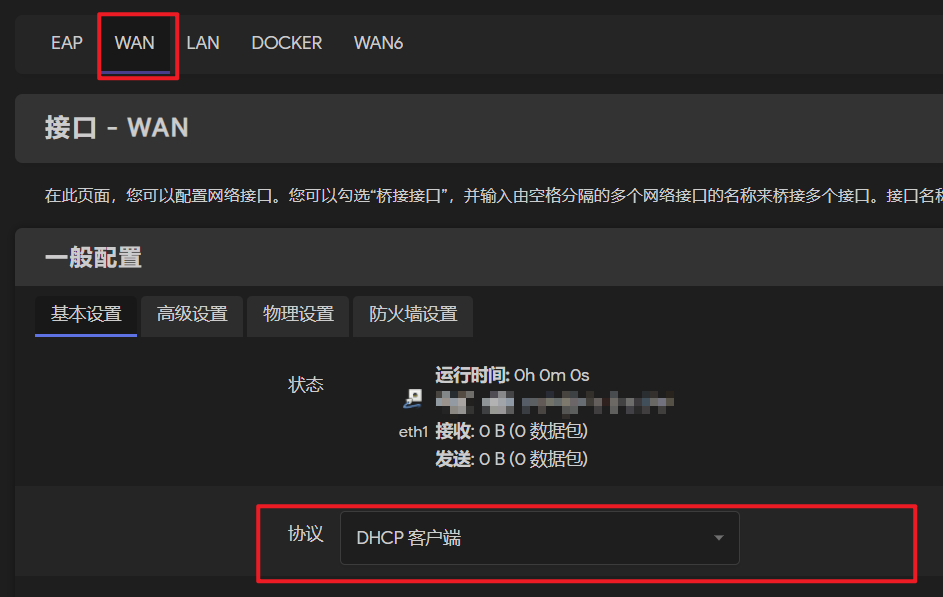 EAP WAN LAN DOCKER WAN6
接口 - WAN
在此页面，您可以配置网络接口。您可以勾选“桥接接口”，并输入由空格分隔的多个网络接口的名称来桥接多个接口。接口名称
一般配置
基本设置 高级设置 物理设置 防火墙设置
状态
运行时间: 0h 0m 0s
eth1 接收: 0 B (0 数据包)
发送: 0 B (0 数据包)
协议 DHCP 客户端